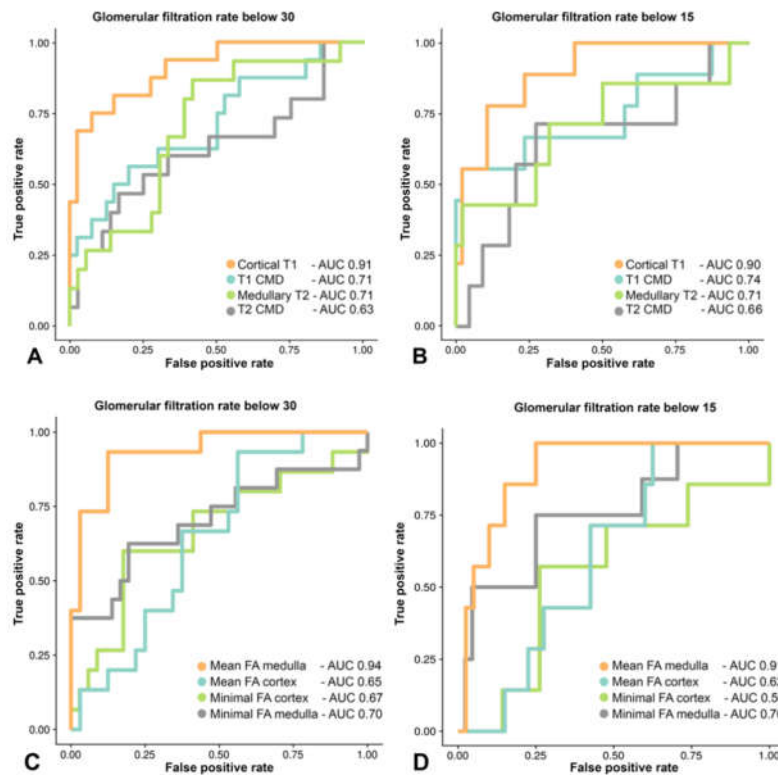 Glomerular filtration rate below 30
1.00
0.75
0.50
0.25
0.00
True positive rate
Cortical T1 - AUC 0.91
T1 CMD - AUC 0.71
Medullary T2 - AUC 0.71
T2 CMD - AUC 0.63
0.00 0.25 0.50 0.75 1.00
False positive rate
A
Glomerular filtration rate below 15
1.00
0.75
0.50
0.25
0.00
True positive rate
Cortical T1 - AUC 0.90
T1 CMD - AUC 0.74
Medullary T2 - AUC 0.71
T2 CMD - AUC 0.66
0.00 0.25 0.50 0.75 1.00
False positive rate
B
Glomerular filtration rate below 30
1.00
0.75
0.50
0.25
0.00
True positive rate
Mean FA medulla - AUC 0.94
Mean FA cortex - AUC 0.65
Minimal FA cortex - AUC 0.67
Minimal FA medulla - AUC 0.70
0.00 0.25 0.50 0.75 1.00
False positive rate
C
Glomerular filtration rate below 15
1.00
0.75
0.50
0.25
0.00
True positive rate
Mean FA medulla - AUC
Mean FA cortex - AUC
Minimal FA cortex - AUC
Minimal FA medulla - AUC
0.00 0.25 0.50 0.75 1.00
False positive rate
D